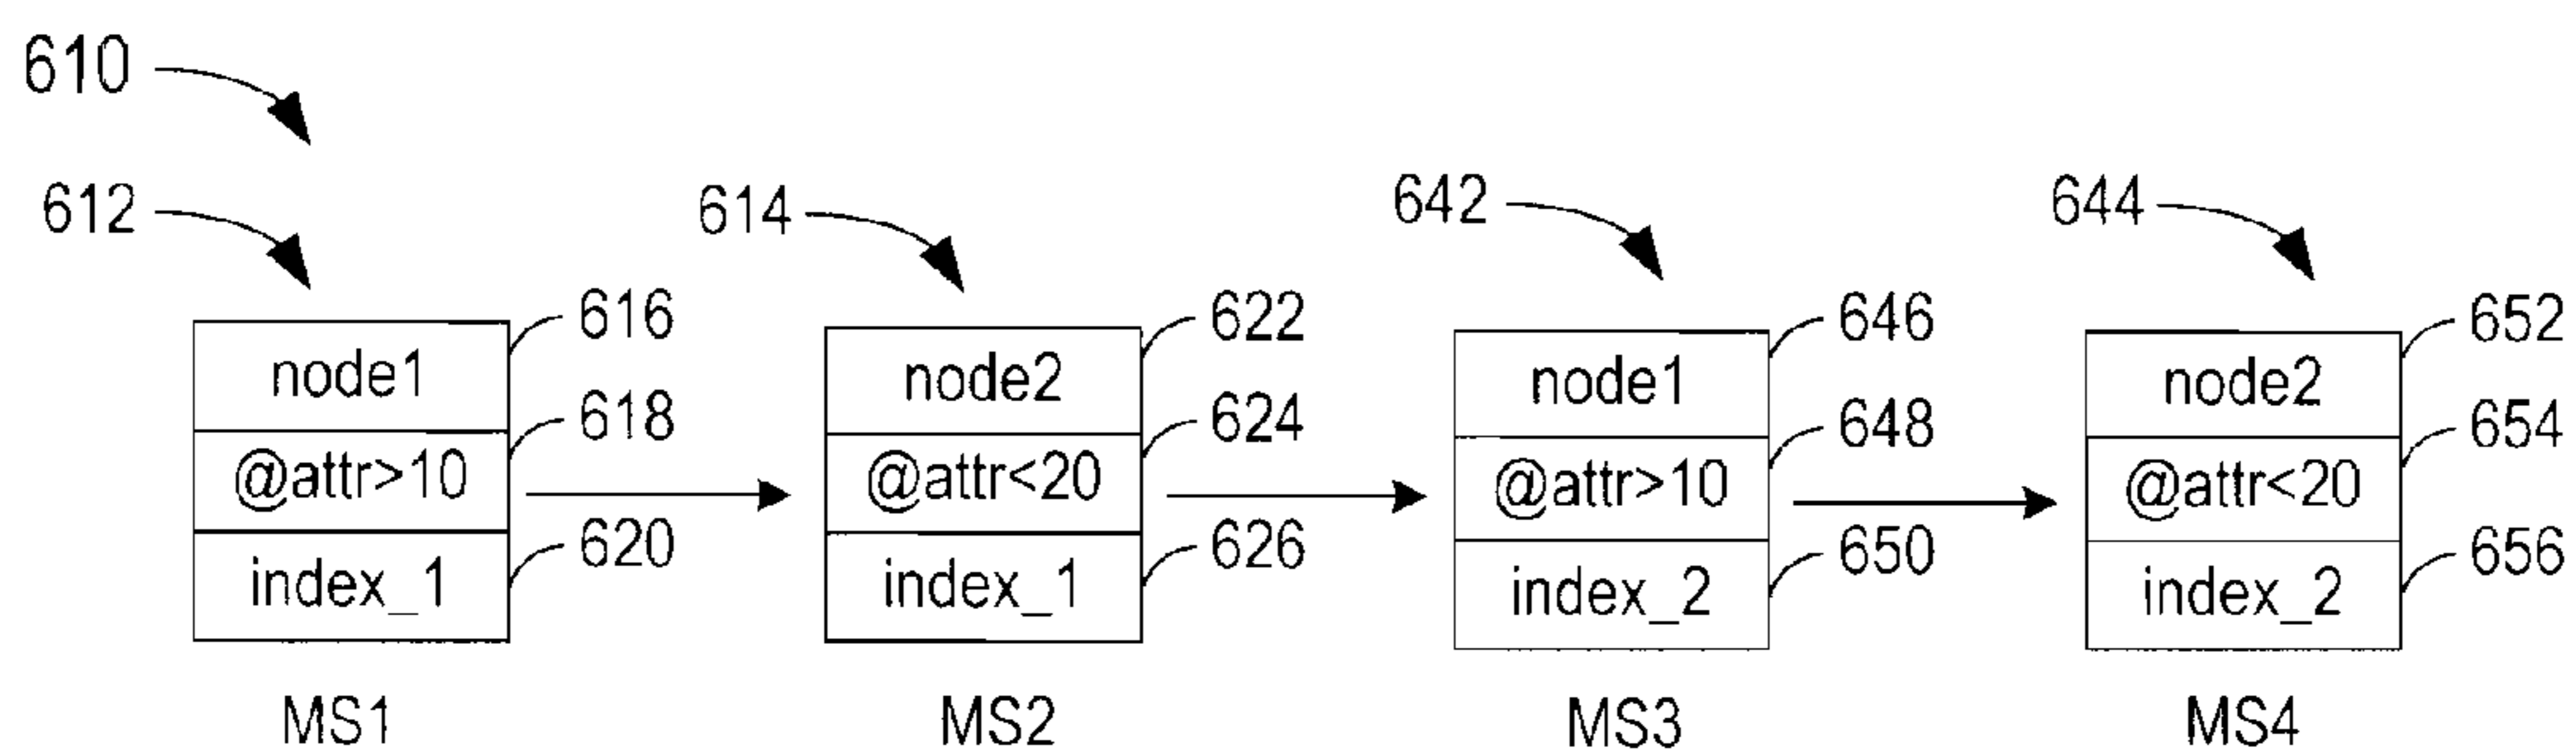 610
612
614
642
644
node1
616
@attr>10
618
index_1
620
MS1
node2
622
@attr<20
624
index_1
626
MS2
node1
646
@attr>10
648
index_2
650
MS3
node2
652
@attr<20
654
index_2
656
MS4